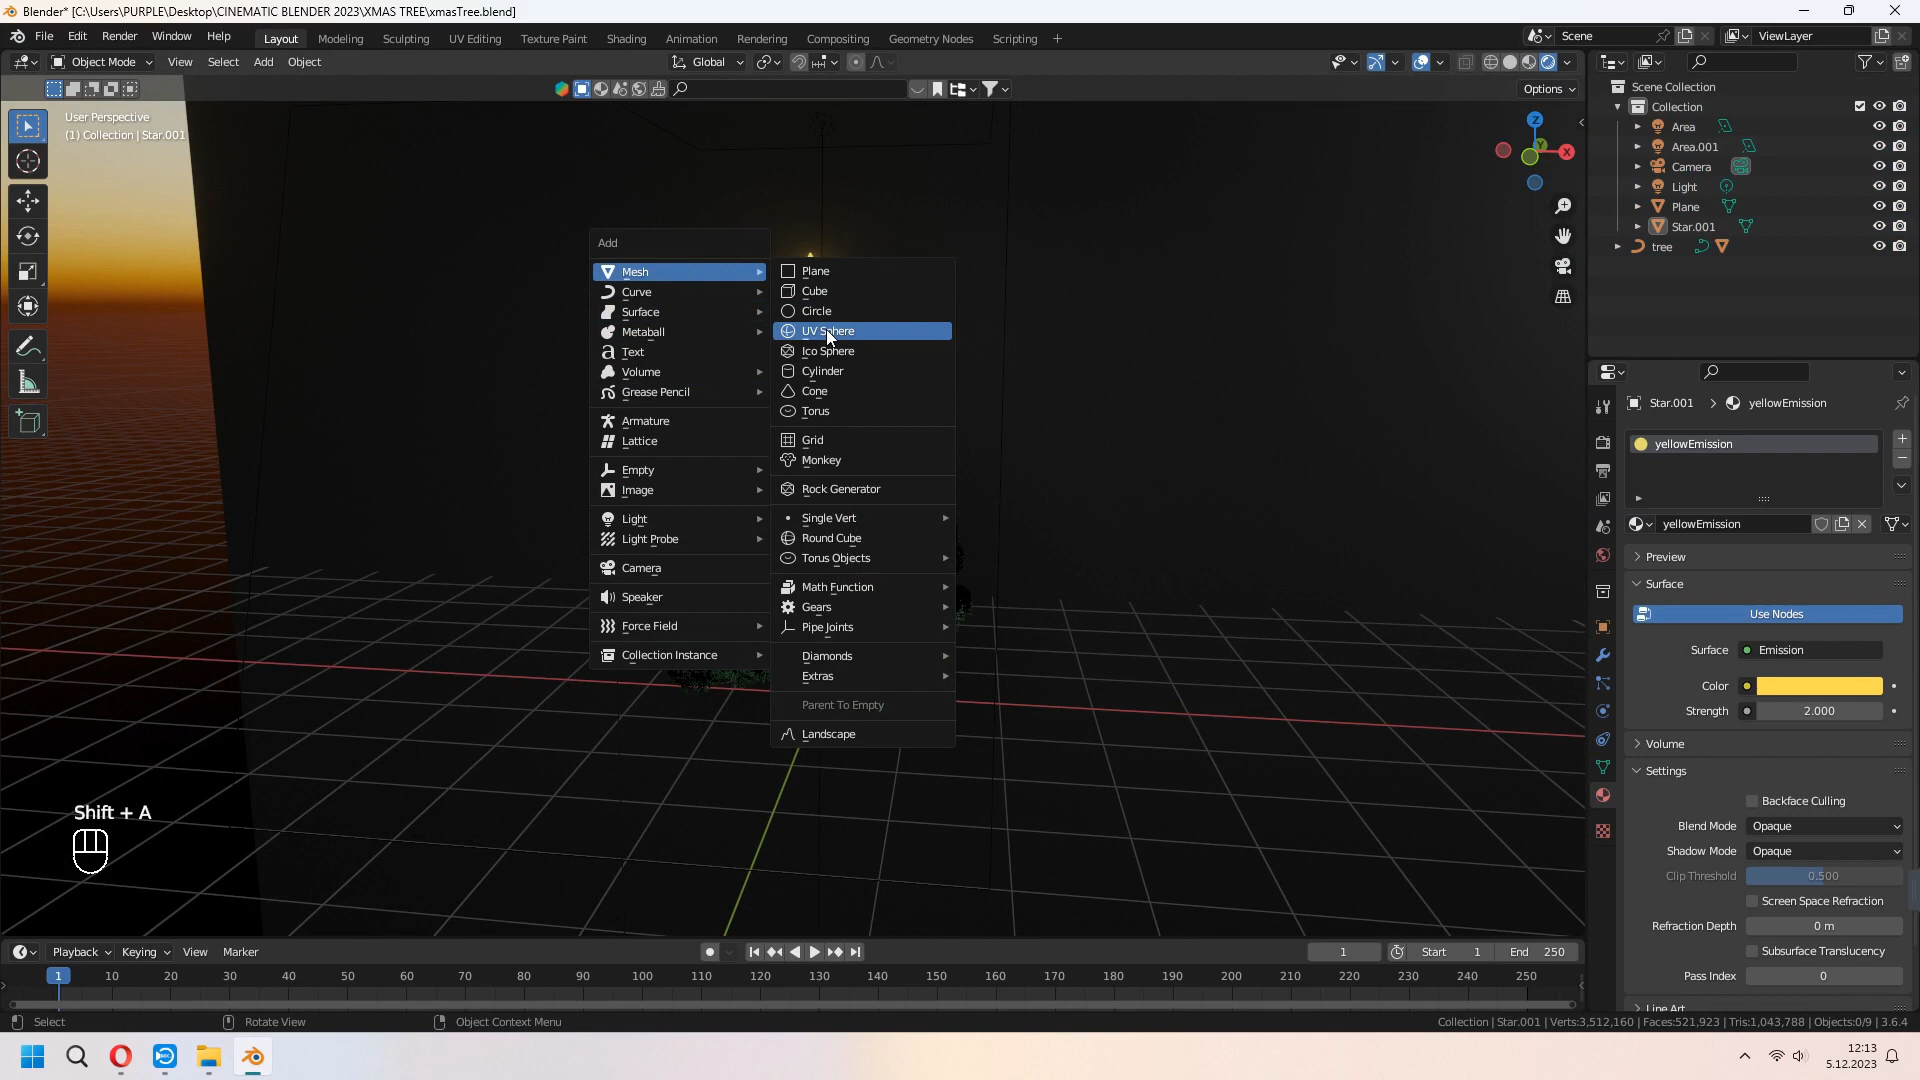 Blender* [C:\Users\PURPLE\Desktop\CINEMATIC BLENDER 2023\XMAS TREE\xmasTree.blend]
File Edit Render Window Help Layout Modeling Sculpting UV Editing Texture Paint Shading Animation Rendering Compositing Geometry Nodes Scripting + Scene ViewLayer
Object Mode View Select Add Object Global
Options
User Perspective
(1) Collection | Star.001
Z
Y
X
Scene Collection
Collection
Area
Area.001
Camera
Light
Plane
Star.001
tree
Add
Mesh
Curve
Surface
Metaball
Text
Volume
Grease Pencil
Armature
Lattice
Empty
Image
Light
Light Probe
Camera
Speaker
Force Field
Collection Instance
Plane
Cube
Circle
UV Sphere
Ico Sphere
Cylinder
Cone
Torus
Grid
Monkey
Rock Generator
Single Vert
Round Cube
Torus Objects
Math Function
Gears
Pipe Joints
Diamonds
Extras
Parent To Empty
Landscape
Star.001 > yellowEmission
yellowEmission
yellowEmission
Preview
Surface
Use Nodes
Surface Emission
Color
Strength 2.000
Volume
Settings
Backface Culling
Blend Mode Opaque
Shadow Mode Opaque
Clip Threshold 0.500
Screen Space Refraction
Refraction Depth 0 m
Subsurface Translucency
Pass Index 0
Line Art
Shift + A
Playback Keying View Marker 1 Start 1 End 250
1 10 20 30 40 50 60 70 80 90 100 110 120 130 140 150 160 170 180 190 200 210 220 230 240 250
Select Rotate View Object Context Menu Collection | Star.001 | Verts:3,512,160 | Faces:521,923 | Tris:1,043,788 | Objects:0/9 | 3.6.4
12:13
5.12.2023